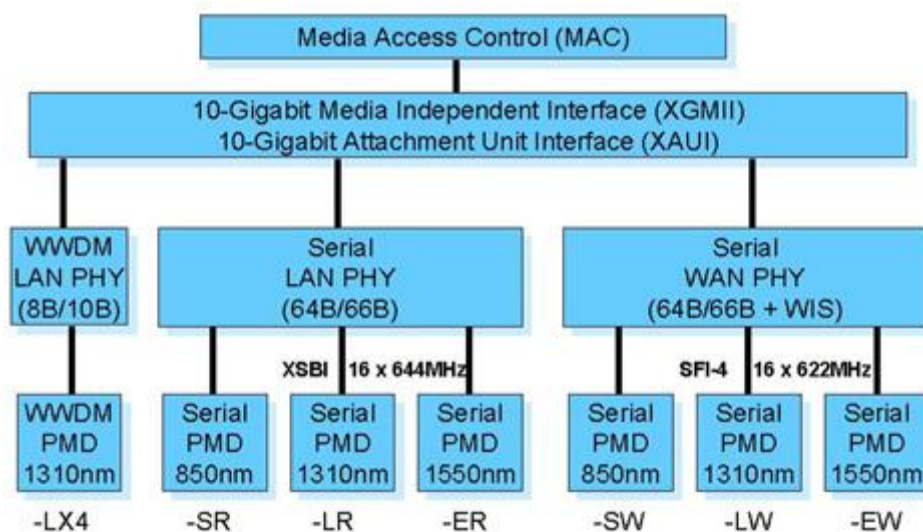 Media Access Control (MAC)
10-Gigabit Media Independent Interface (XGMII)
10-Gigabit Attachment Unit Interface (XAUI)
WWDM
LAN PHY
(8B/10B)
Serial
LAN PHY
(64B/66B)
Serial
WAN PHY
(64B/66B + WIS)
XSBI 16 x 644MHz
SFI-4 16 x 622MHz
WWDM
PMD
1310nm
Serial
PMD
850nm
Serial
PMD
1310nm
Serial
PMD
1550nm
Serial
PMD
850nm
Serial
PMD
1310nm
Serial
PMD
1550nm
-LX4 -SR -LR -ER -SW -LW -EW